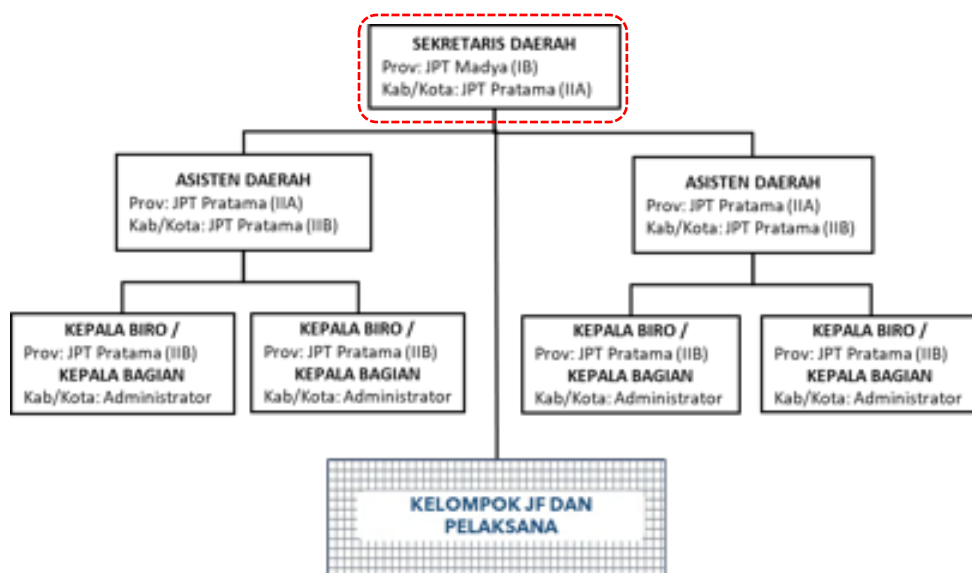 SEKRETARIS DAERAH
Prov: JPT Madya (IB)
Kab/Kota: JPT Pratama (IIA)
ASISTEN DAERAH
Prov: JPT Pratama (IIA)
Kab/Kota: JPT Pratama (IIB)
ASISTEN DAERAH
Prov: JPT Pratama (IIA)
Kab/Kota: JPT Pratama (IIB)
KEPALA BIRO /
Prov: JPT Pratama (IIB)
KEPALA BAGIAN
Kab/Kota: Administrator
KEPALA BIRO /
Prov: JPT Pratama (IIB)
KEPALA BAGIAN
Kab/Kota: Administrator
KEPALA BIRO /
Prov: JPT Pratama (IIB)
KEPALA BAGIAN
Kab/Kota: Administrator
KEPALA BIRO /
Prov: JPT Pratama (IIB)
KEPALA BAGIAN
Kab/Kota: Administrator
KELOMPOK JF DAN
PELAKSANA